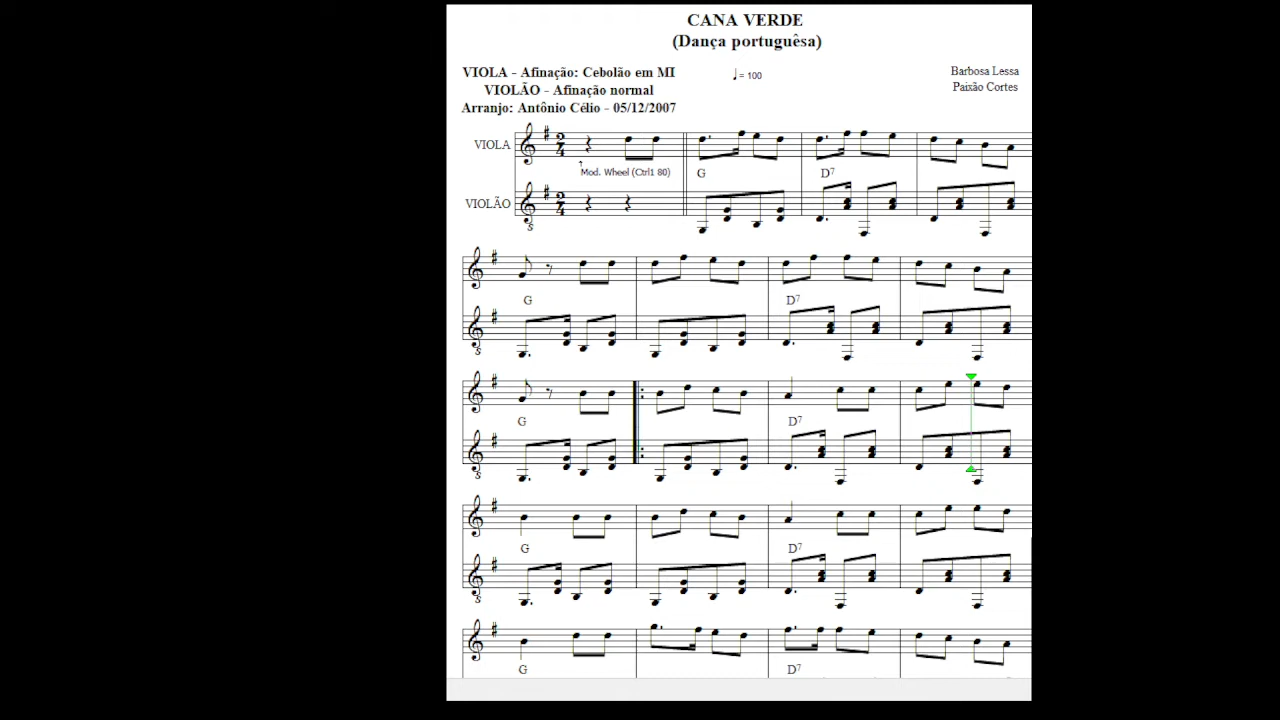 CANA VERDE
(Dança portuguêsa)
VIOLA - Afinação: Cebolão em MI
VIOLÃO - Afinação normal
Arranjo: Antônio Célio - 05/12/2007
♩ = 100
Barbosa Lessa
Paixão Cortes
VIOLA
Mod. Wheel (Ctrl1 80)
G D7
VIOLÃO
G D7
G D7
G D7
G D7